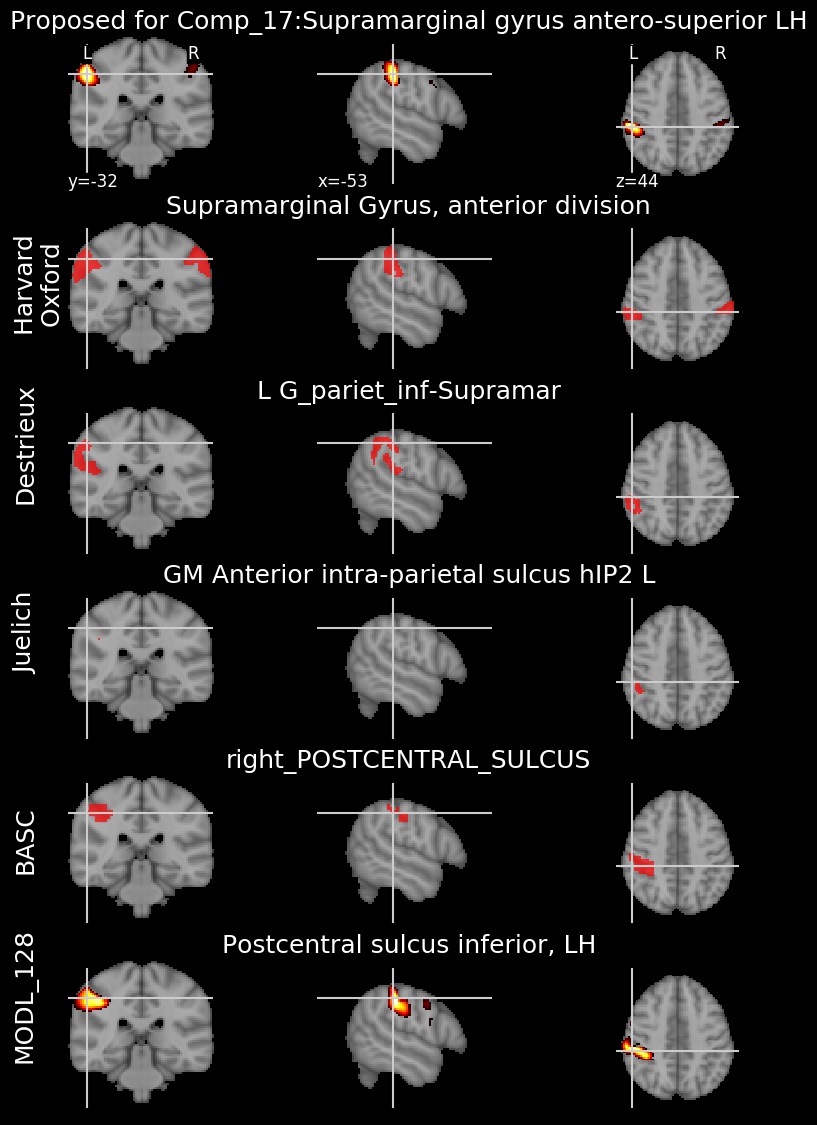 Proposed for Comp_17:Supramarginal gyrus antero-superior LH
L R L R
y=-32 x=-53 z=44
Supramarginal Gyrus, anterior division
Harvard
Oxford
L G_pariet_inf-Supramar
Destrieux
GM Anterior intra-parietal sulcus hIP2 L
Juelich
right_POSTCENTRAL_SULCUS
BASC
Postcentral sulcus inferior, LH
MODL_128